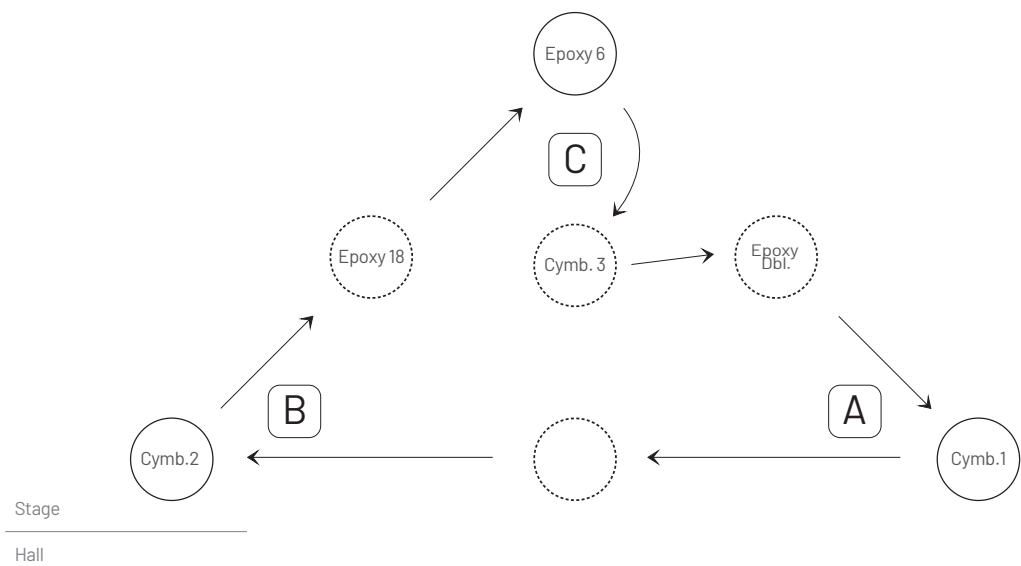 Epoxy 6
C
Epoxy 18
Cymb. 3
Epoxy
Dbl.
B
A
Cymb.2
Cymb.1
Stage
Hall